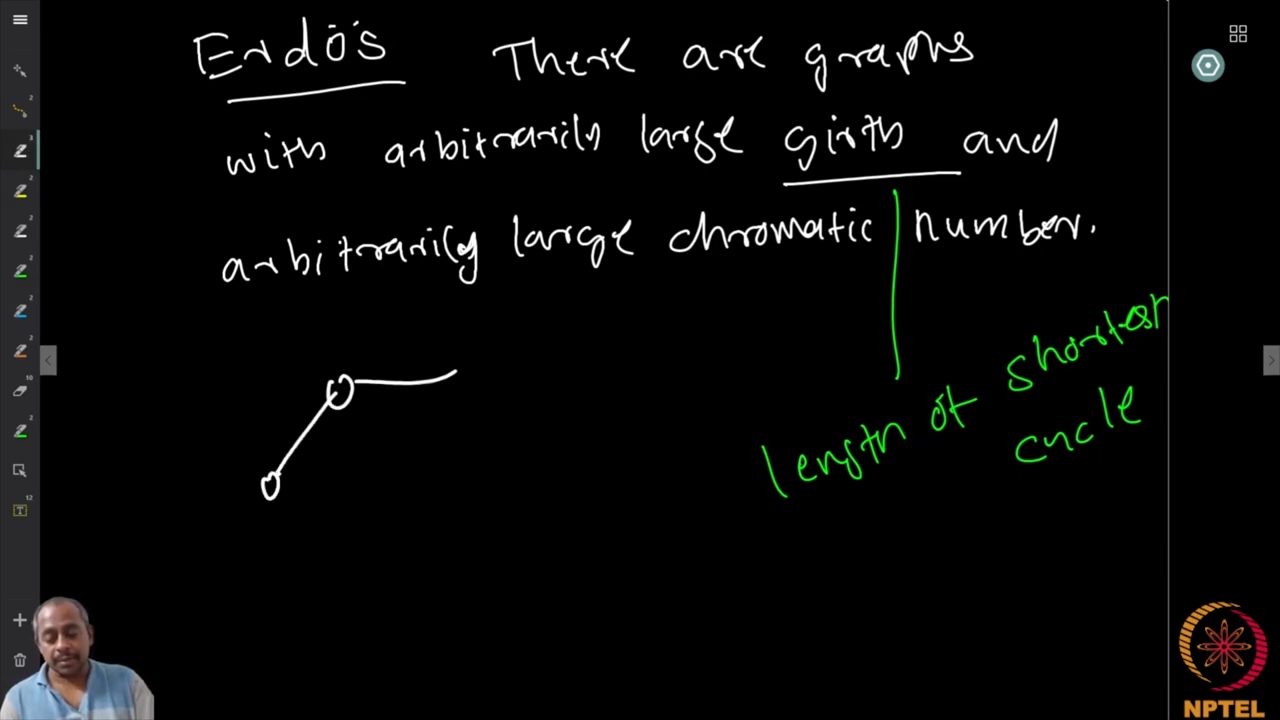 Erdös There are graphs
with arbitrarily large girth and
arbitrarily large chromatic number.
length of shortest
cycle
NPTEL